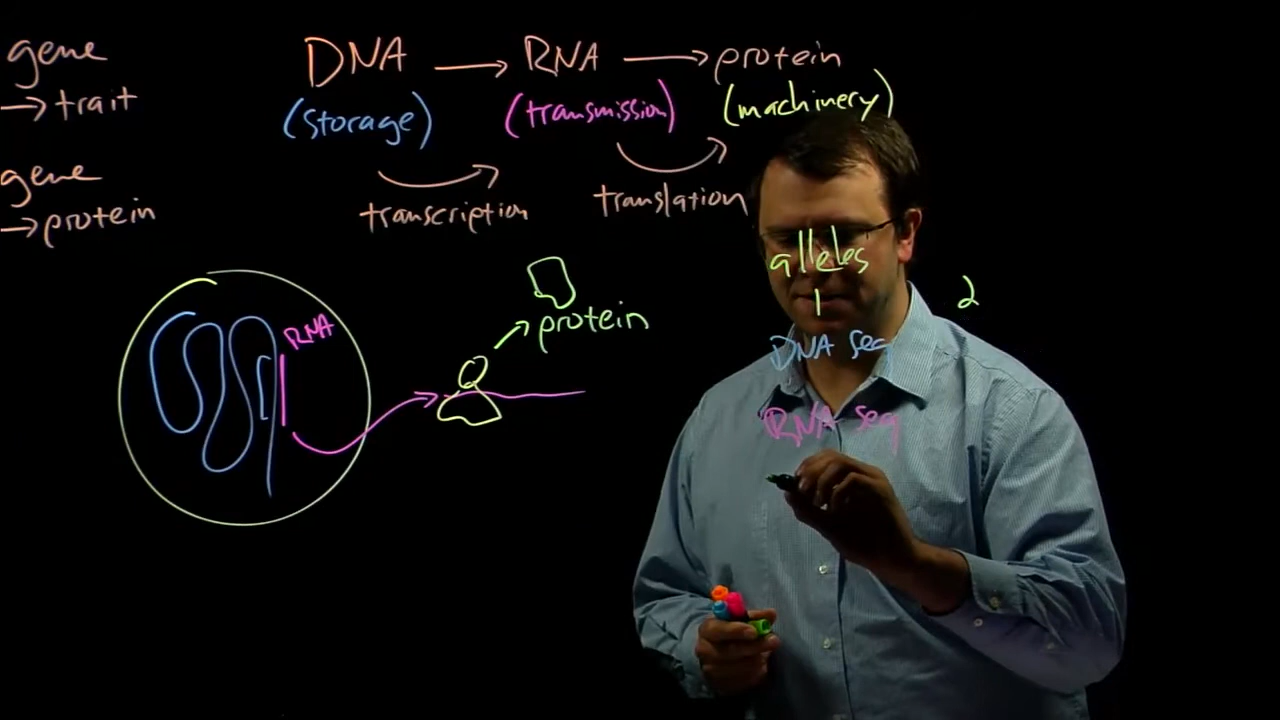 gene
→ trait
gene
→ protein
DNA → RNA → protein
(storage) (transmission) (machinery)
transcription translation
RNA
protein
alleles
1 2
DNA seq
RNA seq